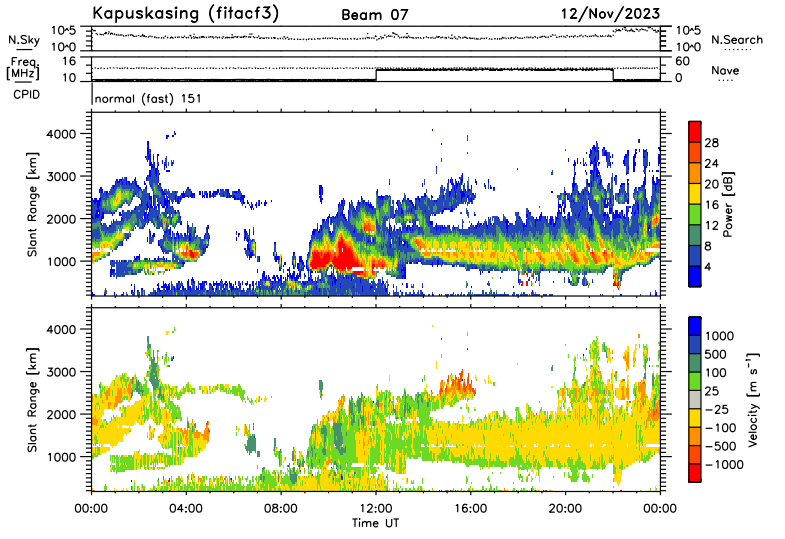 Kapuskasing (fitacf3) Beam 07 12/Nov/2023
N.Sky 10^5 10^5 N.Search
10^0 10^0
Freq. 16 60
[MHz] 10 0 Nave
CPID normal (fast) 151
Slant Range [km] 4000 3000 2000 1000
28 24 20 16 12 8 4 Power [dB]
Slant Range [km] 4000 3000 2000 1000
1000 500 100 25 −25 −100 −500 −1000 Velocity [m s^−1]
00:00 04:00 08:00 12:00 16:00 20:00 00:00
Time UT